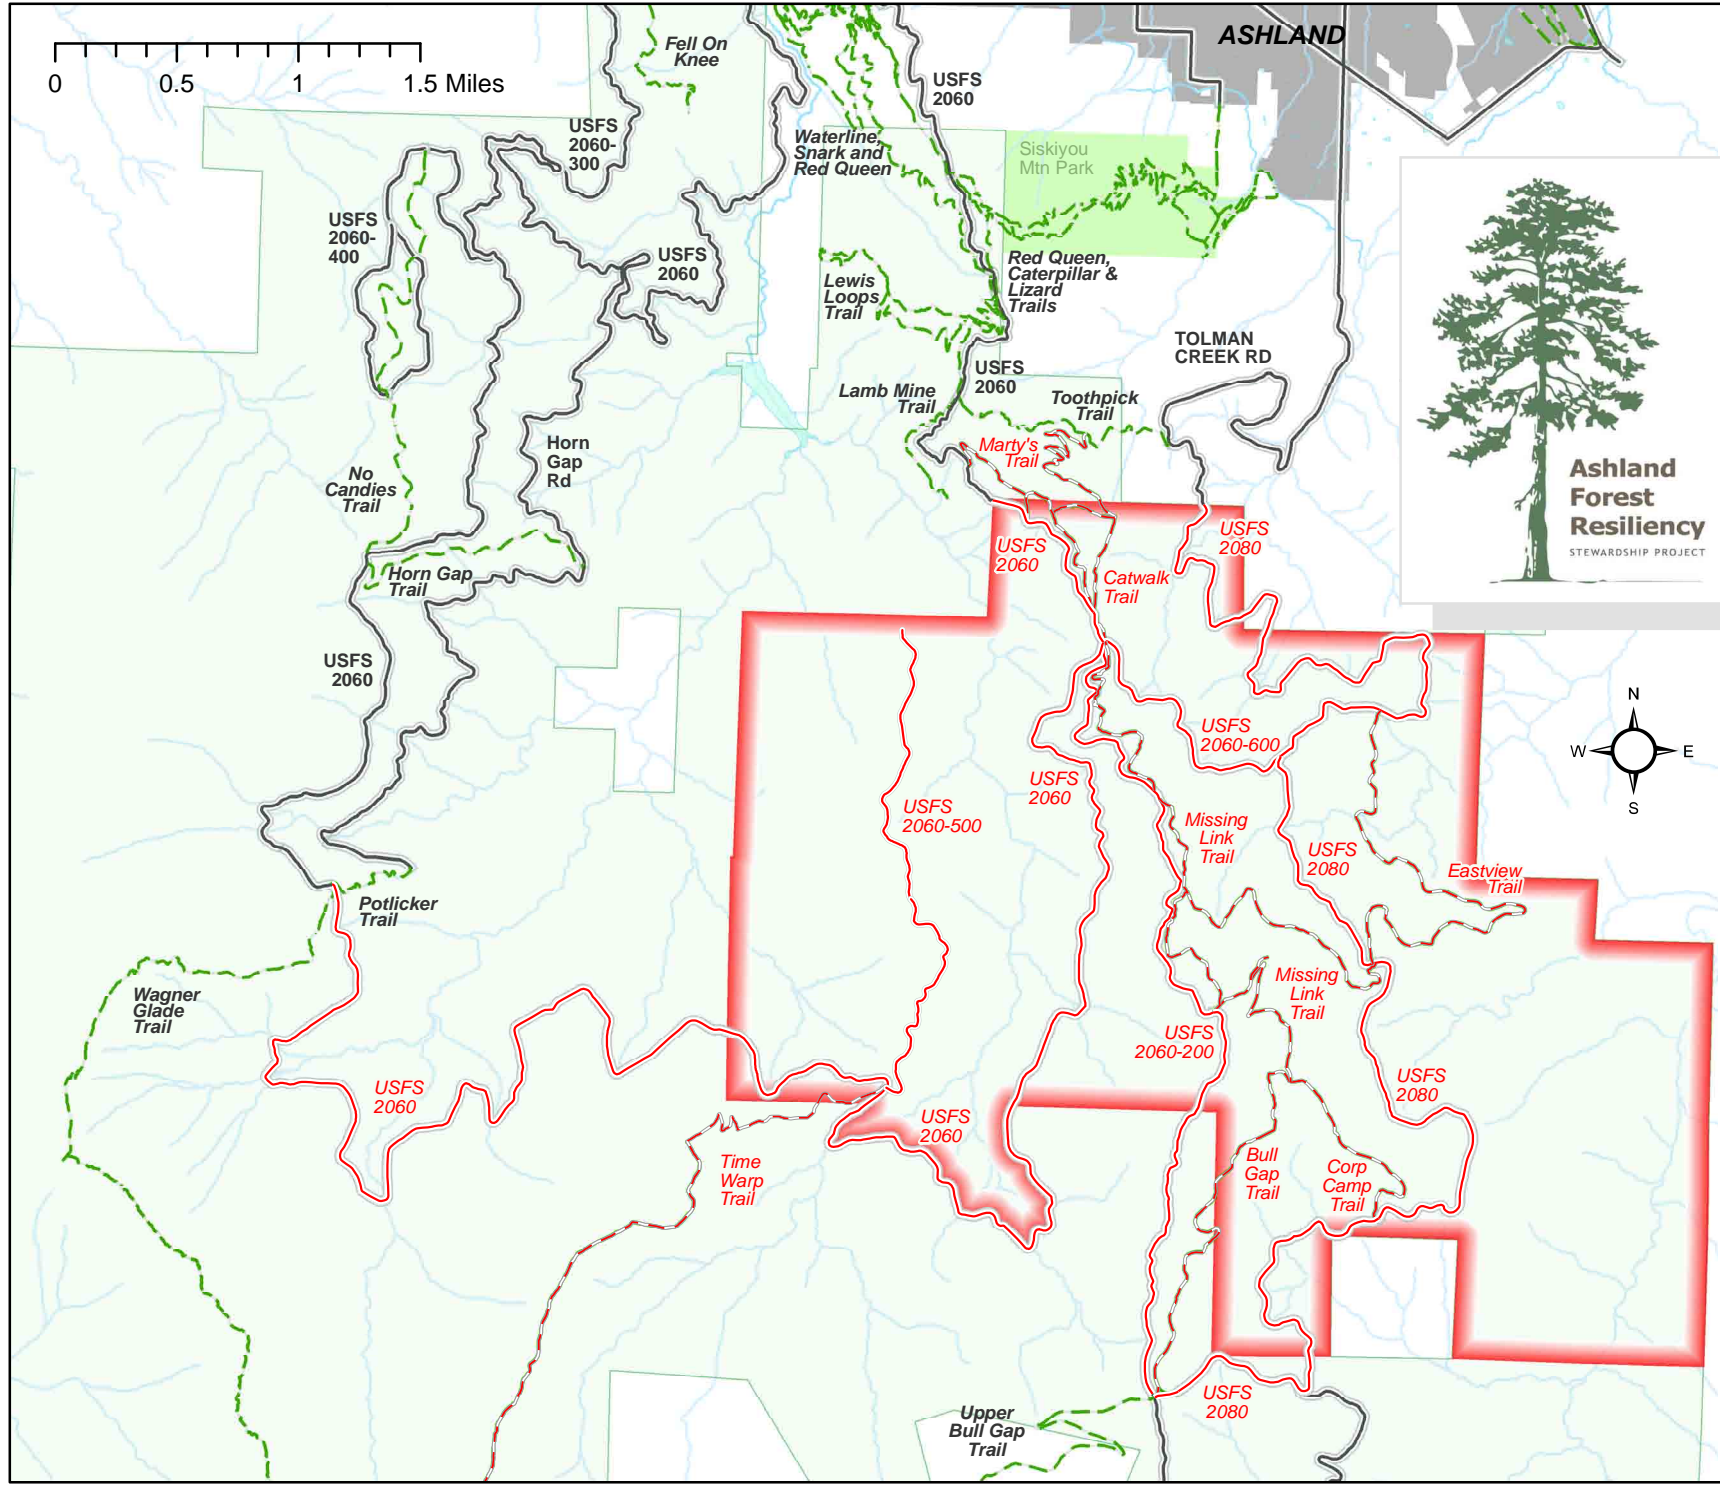 ASHLAND
0 0.5 1 1.5 Miles
Fell On
Knee
USFS
2060
USFS
2060-
300
Waterline,
Snark and
Red Queen
Siskiyou
Mtn Park
USFS
2060-
400
USFS
2060
Lewis
Loops
Trail
Red Queen,
Caterpillar &
Lizard
Trails
TOLMAN
CREEK RD
USFS
2060
Lamb Mine
Trail
Toothpick
Trail
Marty's
Trail
Ashland
Forest
Resiliency
STEWARDSHIP PROJECT
No
Candies
Trail
Horn
Gap
Rd
USFS
2060
USFS
2080
Horn Gap
Trail
Catwalk
Trail
USFS
2060
N
W
E
S
USFS
2060-600
USFS
2060-500
USFS
2060
Missing
Link
Trail
USFS
2080
Eastview
Trail
Potlicker
Trail
Wagner
Glade
Trail
Missing
Link
Trail
USFS
2060-200
USFS
2060
USFS
2080
USFS
2060
Time
Warp
Trail
Bull
Gap
Trail
Corp
Camp
Trail
USFS
2080
Upper
Bull Gap
Trail